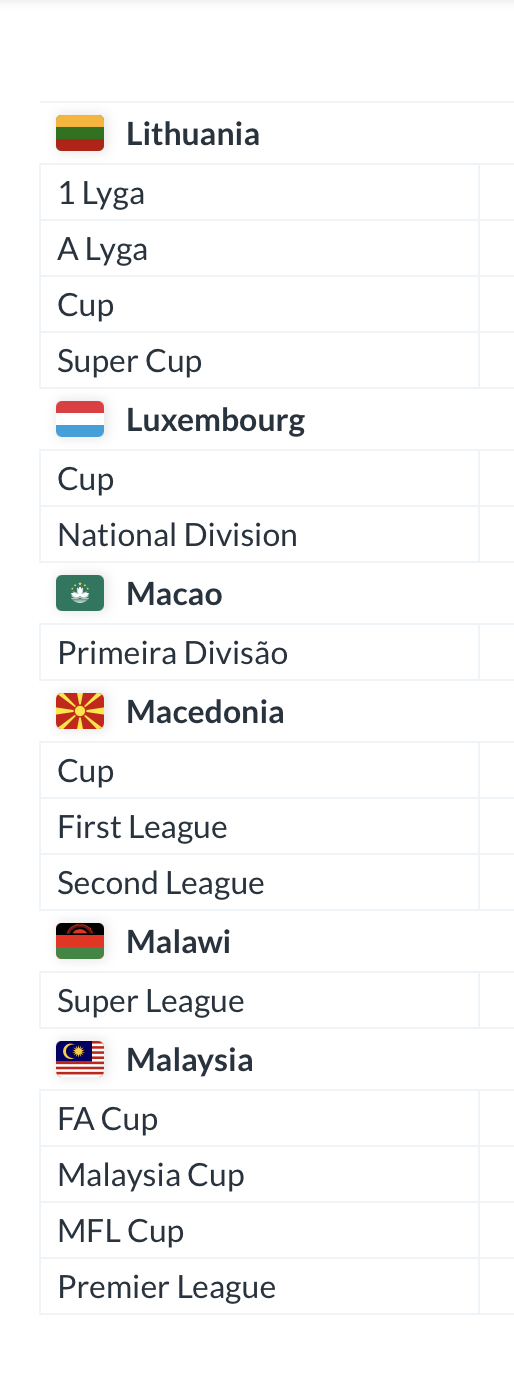 Lithuania
1 Lyga
A Lyga
Cup
Super Cup
Luxembourg
Cup
National Division
Macao
Primeira Divisão
Macedonia
Cup
First League
Second League
Malawi
Super League
Malaysia
FA Cup
Malaysia Cup
MFL Cup
Premier League